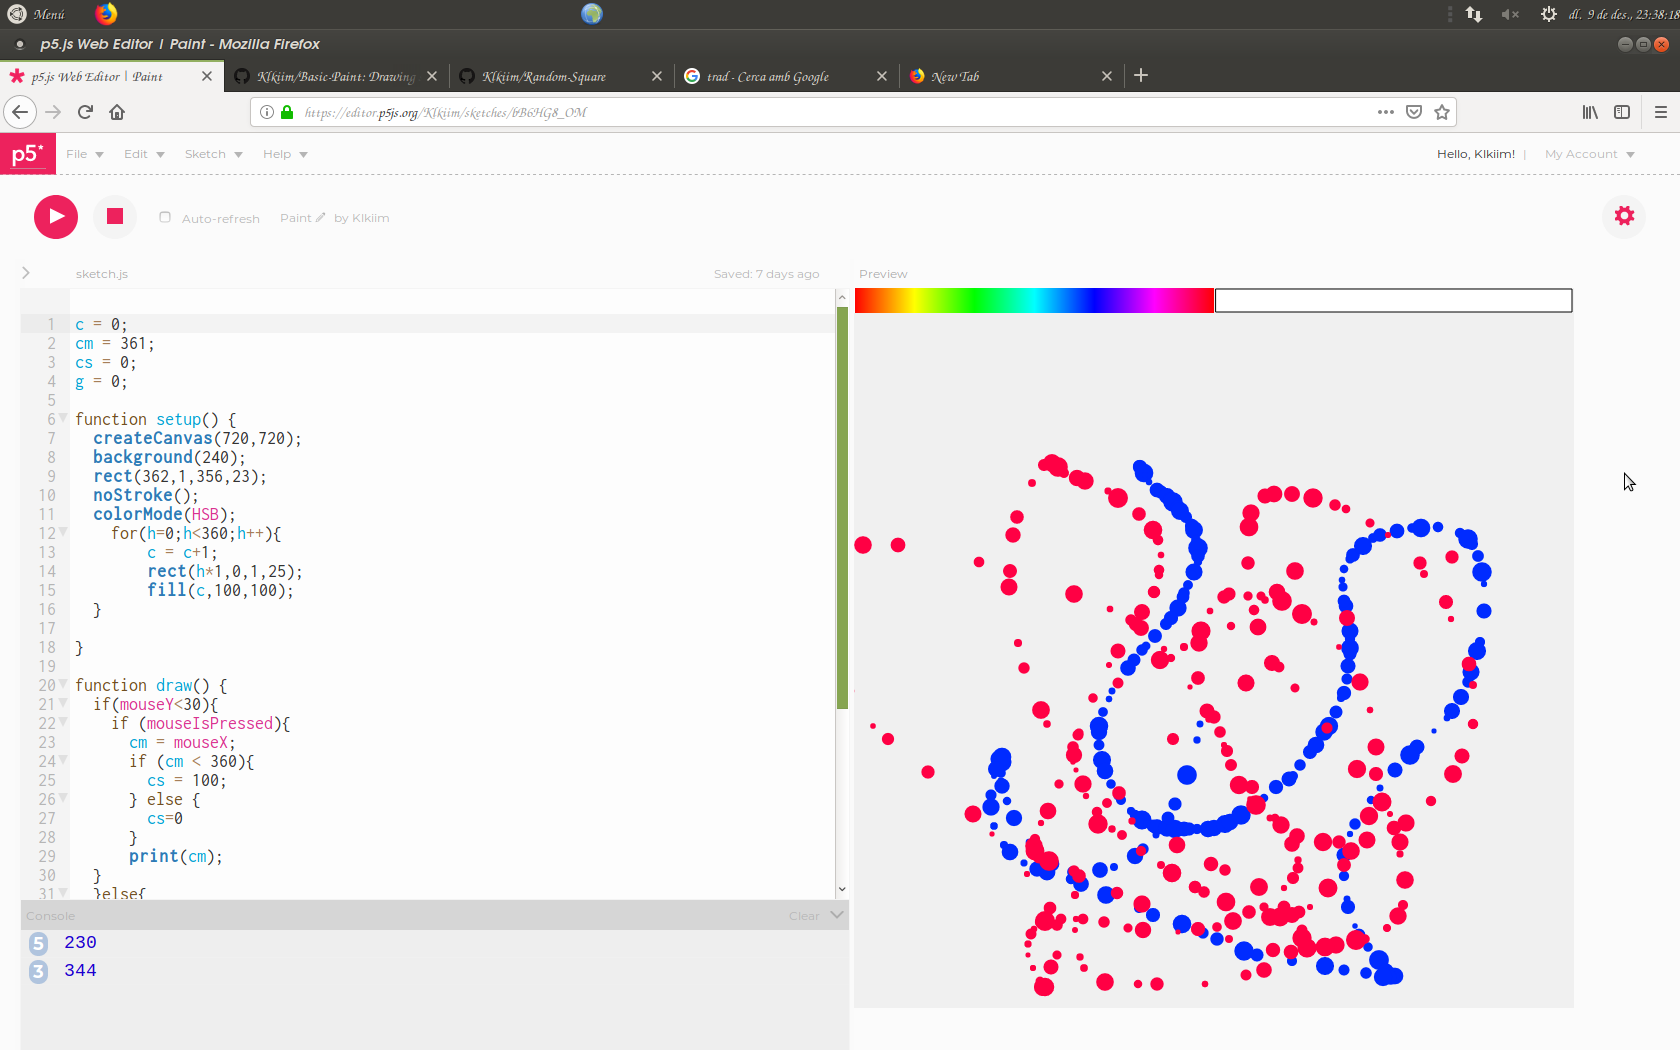 Menú
dl. 9 de des., 23:38:18
p5.js Web Editor | Paint - Mozilla Firefox
p5.js Web Editor | Paint
Klkiim/Basic-Paint: Drawing
Klkiim/Random-Square
trad - Cerca amb Google
New Tab
https://editor.p5js.org/Klkiim/sketches/bB6HG8_OM
p5*
File
Edit
Sketch
Help
Hello, Klkiim! |
My Account
Auto-refresh
Paint
by Klkiim
sketch.js
Saved: 7 days ago
Preview
1 c = 0;
2 cm = 361;
3 cs = 0;
4 g = 0;
5
6 function setup() {
7 createCanvas(720,720);
8 background(240);
9 rect(362,1,356,23);
10 noStroke();
11 colorMode(HSB);
12 for(h=0;h<360;h++){
13 c = c+1;
14 rect(h*1,0,1,25);
15 fill(c,100,100);
16 }
17
18 }
19
20 function draw() {
21 if(mouseY<30){
22 if (mouseIsPressed){
23 cm = mouseX;
24 if (cm < 360){
25 cs = 100;
26 } else {
27 cs=0
28 }
29 print(cm);
30 }
31 }else{
Console
Clear
5 230
3 344